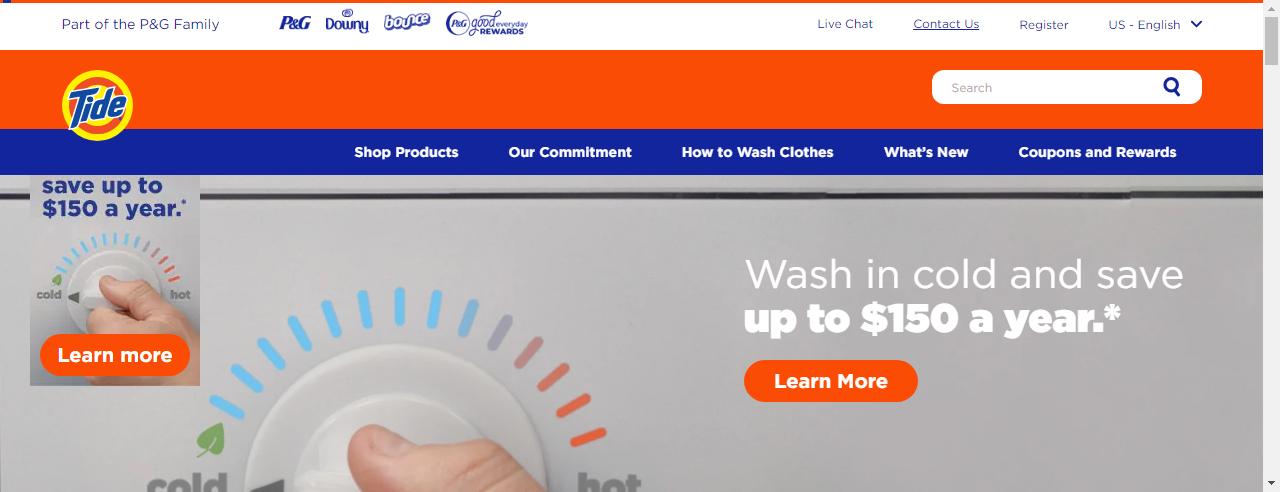 Part of the P&G Family
P&G
Downy
bounce
P&G good everyday
REWARDS
Live Chat
Contact Us
Register
US - English
Tide
Search
Shop Products
Our Commitment
How to Wash Clothes
What's New
Coupons and Rewards
save up to
$150 a year.*
cold
hot
Learn more
Wash in cold and save
up to $150 a year.*
Learn More
cold
hot